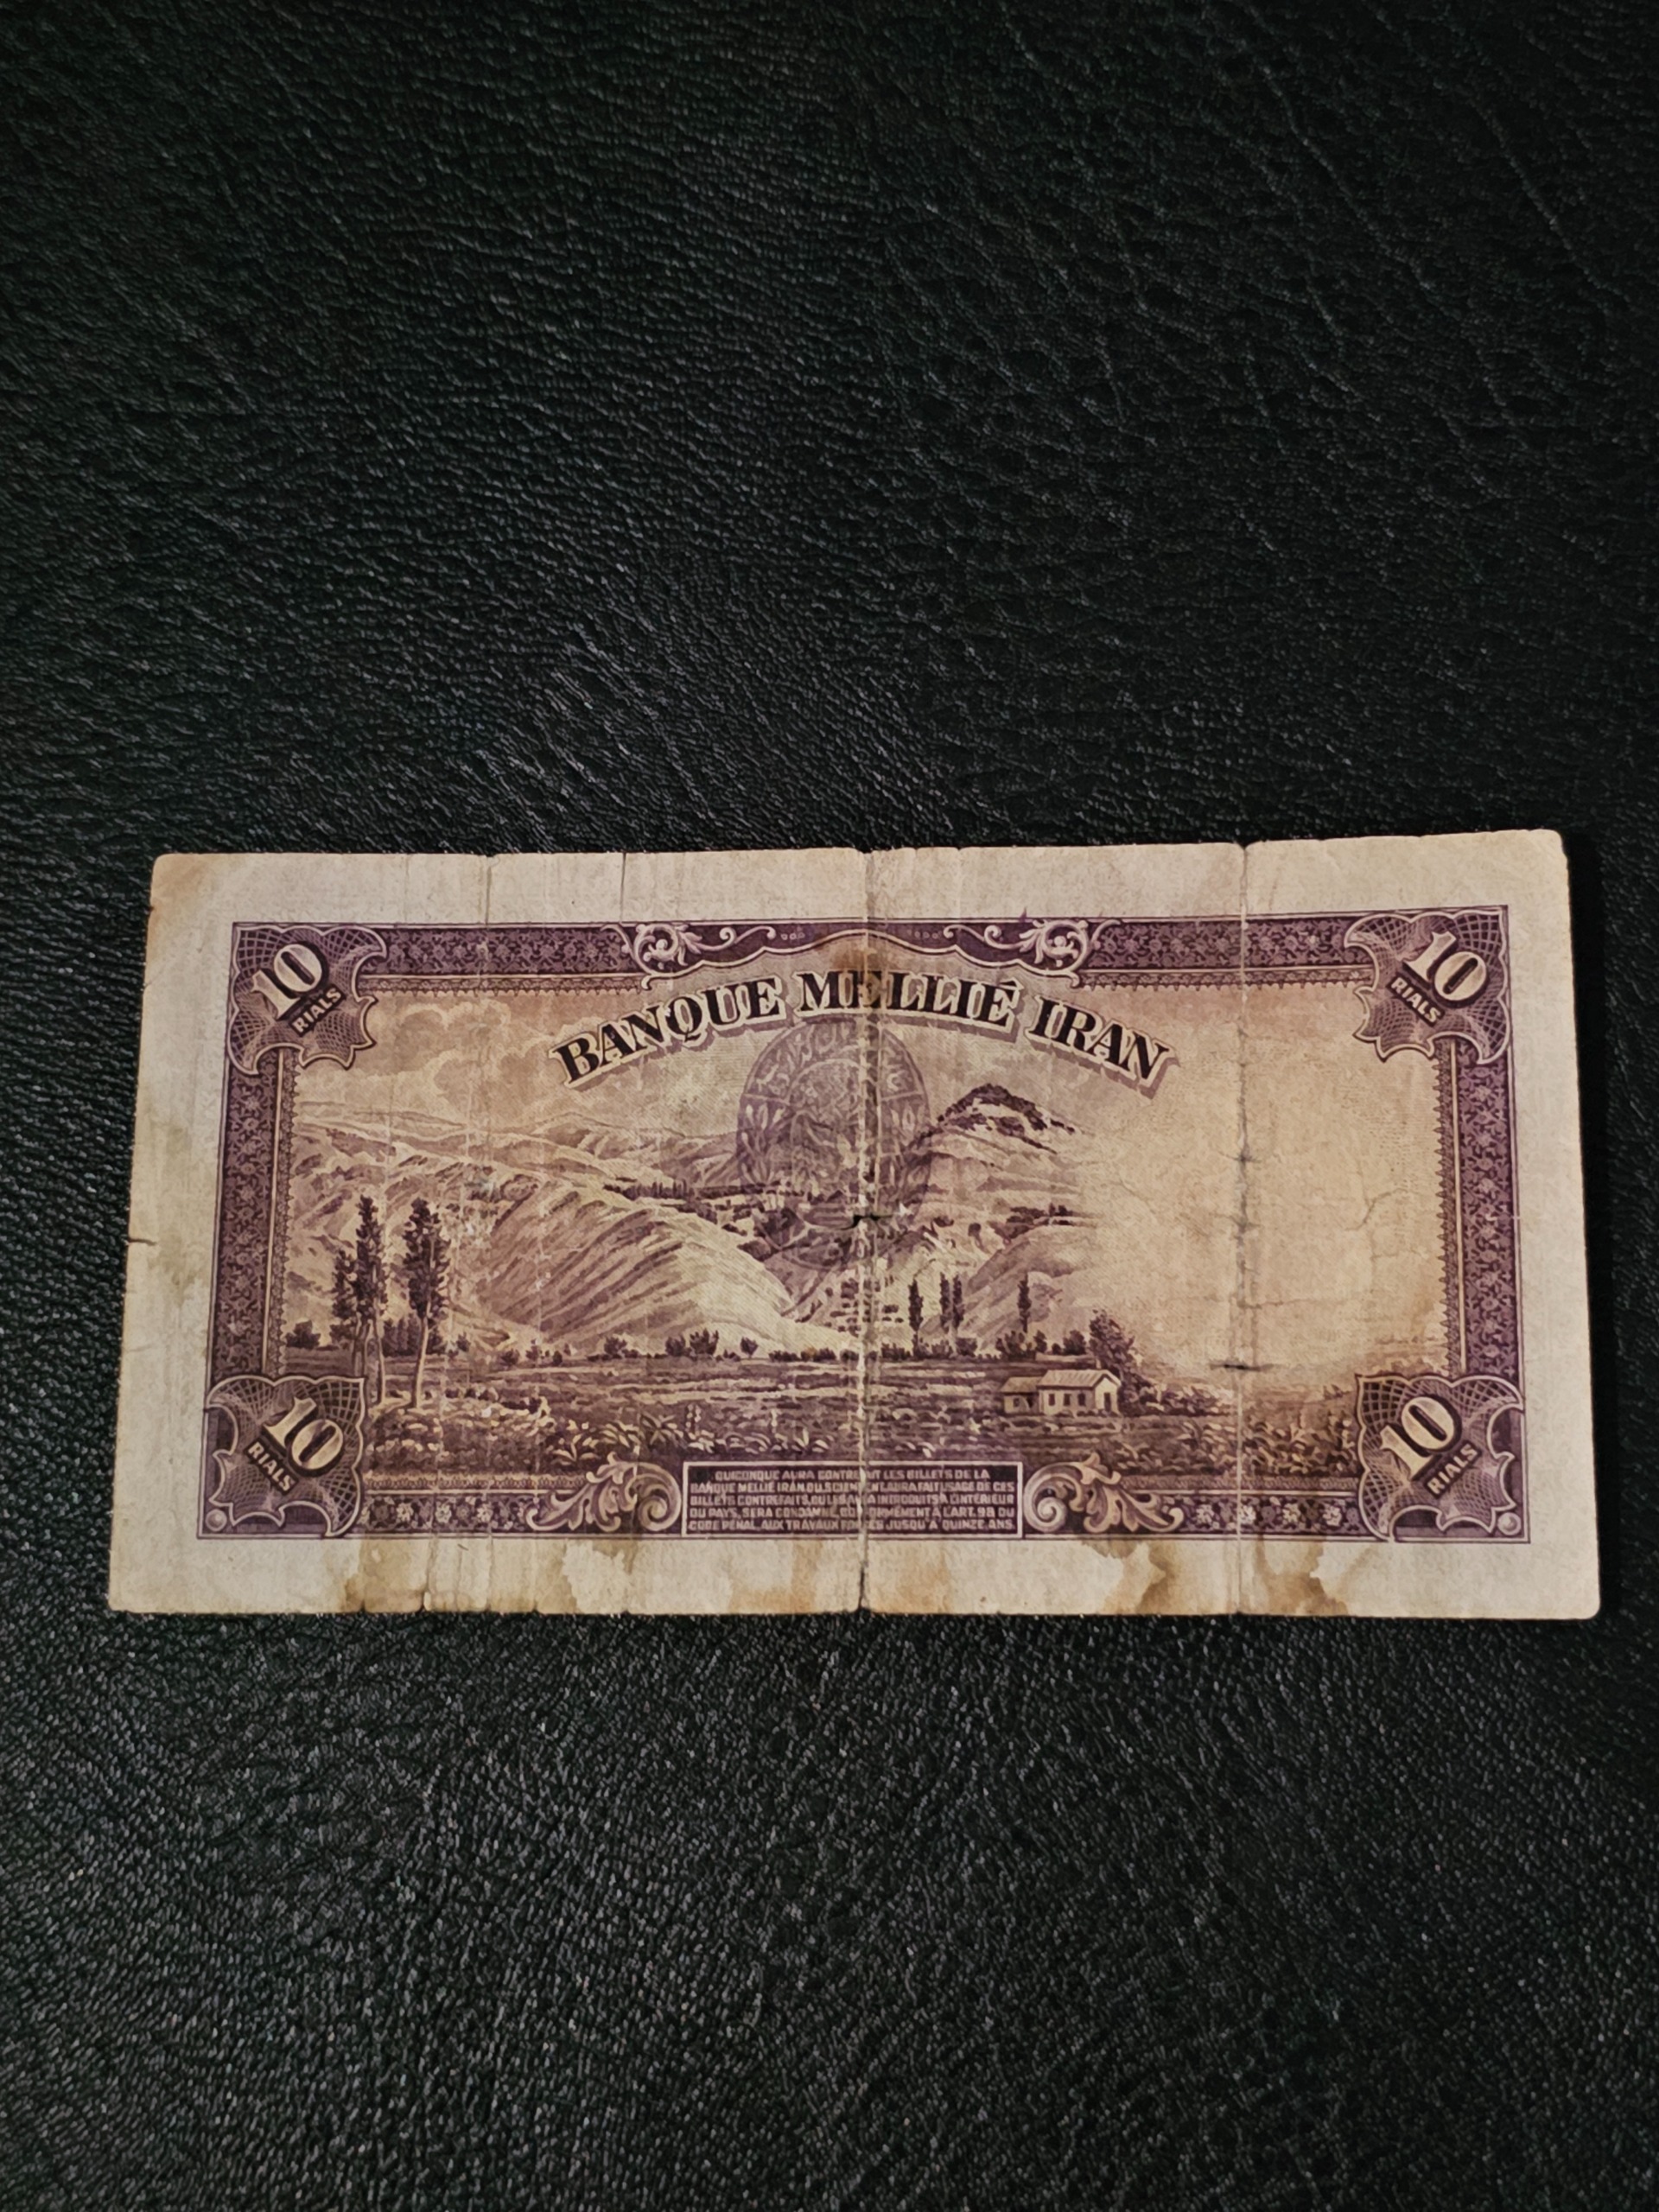 10
RIALS
10
RIALS
BANQUE MELLIÉ IRAN
10
RIALS
10
RIALS
QUICONQUE AURA CONTREFAIT LES BILLETS DE LA
BANQUE MELLIÉ IRAN OU SCIEMMENT AURA FAIT USAGE DE CES
BILLETS CONTREFAITS, OU LES AURA INTRODUITS À L'INTÉRIEUR
DU PAYS, SERA CONDAMNÉ, CONFORMÉMENT À L'ART. 98 DU
CODE PÉNAL, AUX TRAVAUX FORCÉS JUSQU'À QUINZE ANS.